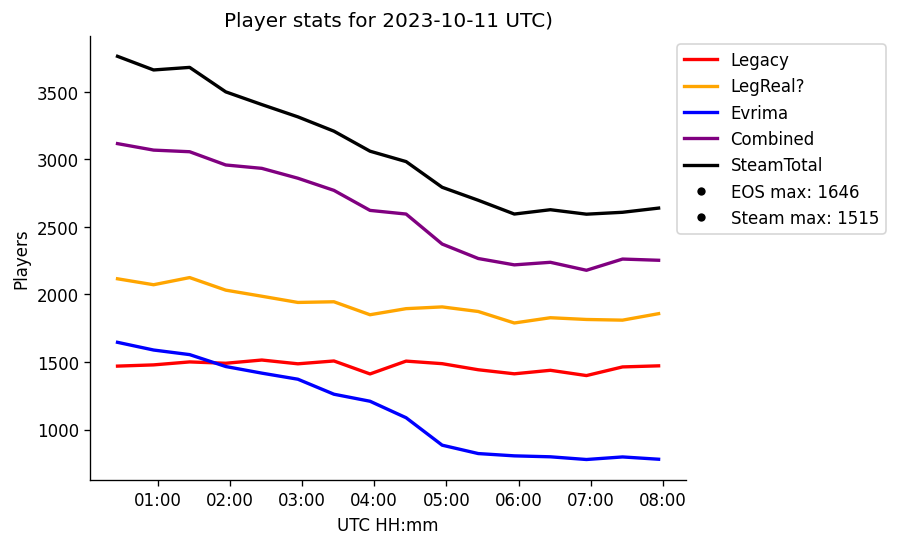 Player stats for 2023-10-11 UTC)
Legacy
LegReal?
Evrima
Combined
SteamTotal
EOS max: 1646
Steam max: 1515
Players
3500
3000
2500
2000
1500
1000
01:00 02:00 03:00 04:00 05:00 06:00 07:00 08:00
UTC HH:mm